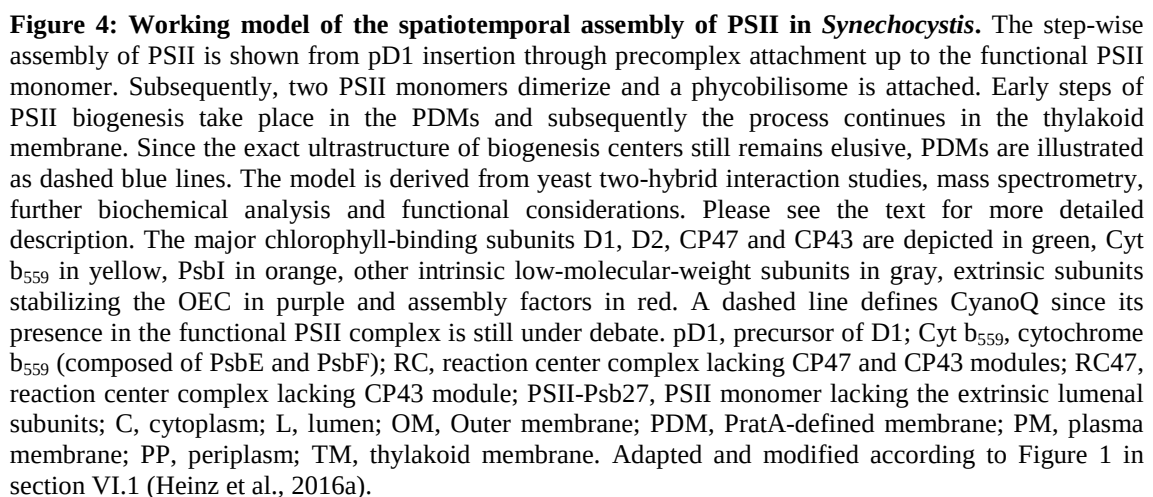 Figure 4: Working model of the spatiotemporal assembly of PSII in Synechocystis. The step-wise
assembly of PSII is shown from pD1 insertion through precomplex attachment up to the functional PSII
monomer. Subsequently, two PSII monomers dimerize and a phycobilisome is attached. Early steps of
PSII biogenesis take place in the PDMs and subsequently the process continues in the thylakoid
membrane. Since the exact ultrastructure of biogenesis centers still remains elusive, PDMs are illustrated
as dashed blue lines. The model is derived from yeast two-hybrid interaction studies, mass spectrometry,
further biochemical analysis and functional considerations. Please see the text for more detailed
description. The major chlorophyll-binding subunits D1, D2, CP47 and CP43 are depicted in green, Cyt
b559 in yellow, PsbI in orange, other intrinsic low-molecular-weight subunits in gray, extrinsic subunits
stabilizing the OEC in purple and assembly factors in red. A dashed line defines CyanoQ since its
presence in the functional PSII complex is still under debate. pD1, precursor of D1; Cyt b559, cytochrome
b559 (composed of PsbE and PsbF); RC, reaction center complex lacking CP47 and CP43 modules; RC47,
reaction center complex lacking CP43 module; PSII-Psb27, PSII monomer lacking the extrinsic lumenal
subunits; C, cytoplasm; L, lumen; OM, Outer membrane; PDM, PratA-defined membrane; PM, plasma
membrane; PP, periplasm; TM, thylakoid membrane. Adapted and modified according to Figure 1 in
section VI.1 (Heinz et al., 2016a).